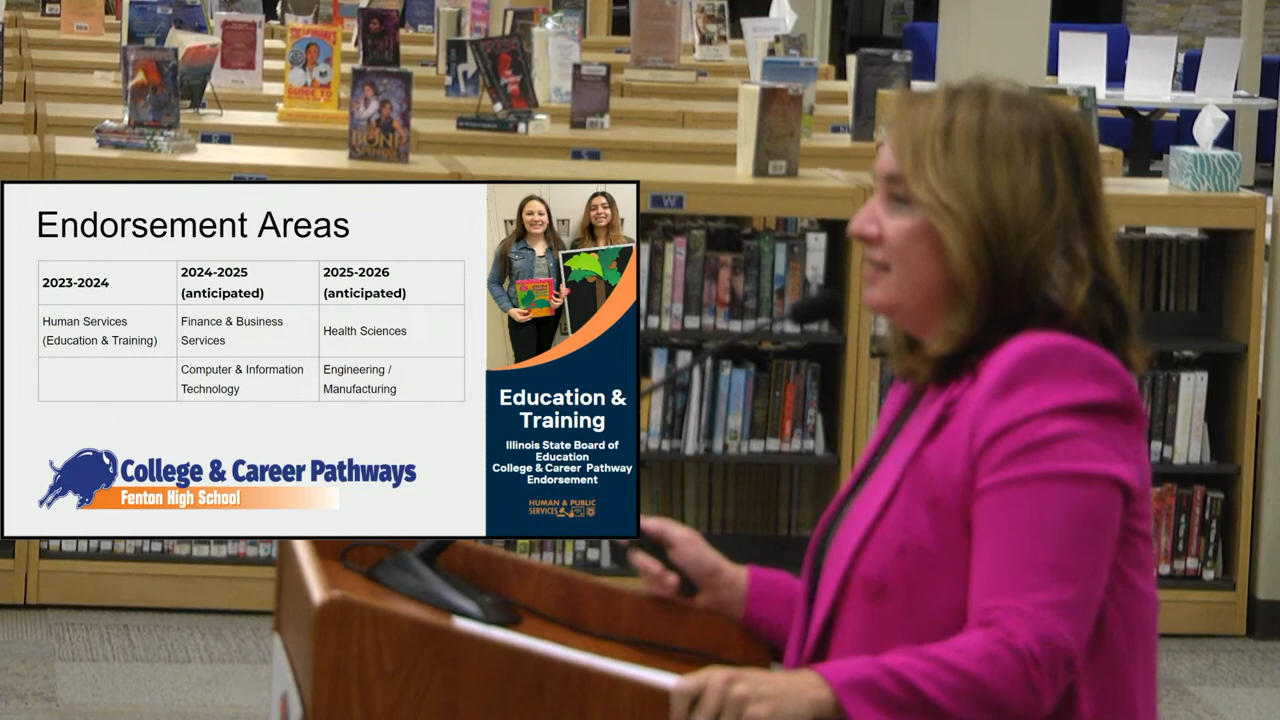 Endorsement Areas
2023-2024
2024-2025
(anticipated)
2025-2026
(anticipated)
Human Services
(Education & Training)
Finance & Business
Services
Health Sciences
Computer & Information
Technology
Engineering /
Manufacturing
College & Career Pathways
Fenton High School
Education &
Training
Illinois State Board of
Education
College & Career Pathway
Endorsement
HUMAN & PUBLIC
SERVICES
GUIDE TO
R
S
W